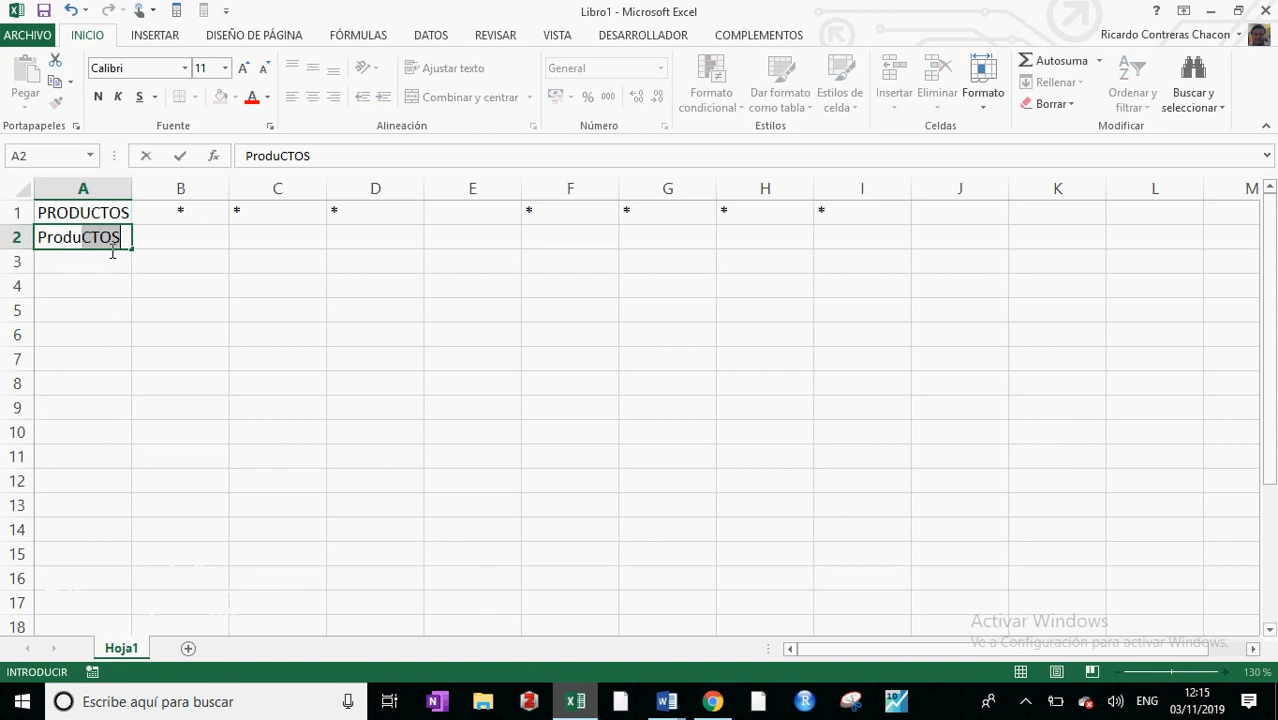 Libro1 - Microsoft Excel
ARCHIVO INICIO INSERTAR DISEÑO DE PÁGINA FÓRMULAS DATOS REVISAR VISTA DESARROLLADOR COMPLEMENTOS Ricardo Contreras Chacon
Pegar
Portapapeles
Calibri 11
N K S A
Fuente
Ajustar texto
Combinar y centrar
Alineación
General
% 000
Número
Formato condicional
Dar formato como tabla
Estilos de celda
Estilos
Insertar
Eliminar
Formato
Celdas
Autosuma
Rellenar
Borrar
Ordenar y filtrar
Buscar y seleccionar
Modificar
A2 fx ProduCTOS
A B C D E F G H I J K L M
1 PRODUCTOS * * * * * * *
2 ProduCTOS
3
4
5
6
7
8
9
10
11
12
13
14
15
16
17
18
Activar Windows
Ve a Configuración para activar Windows.
Hoja1
INTRODUCIR 130 %
Escribe aquí para buscar
ENG
12:15
03/11/2019